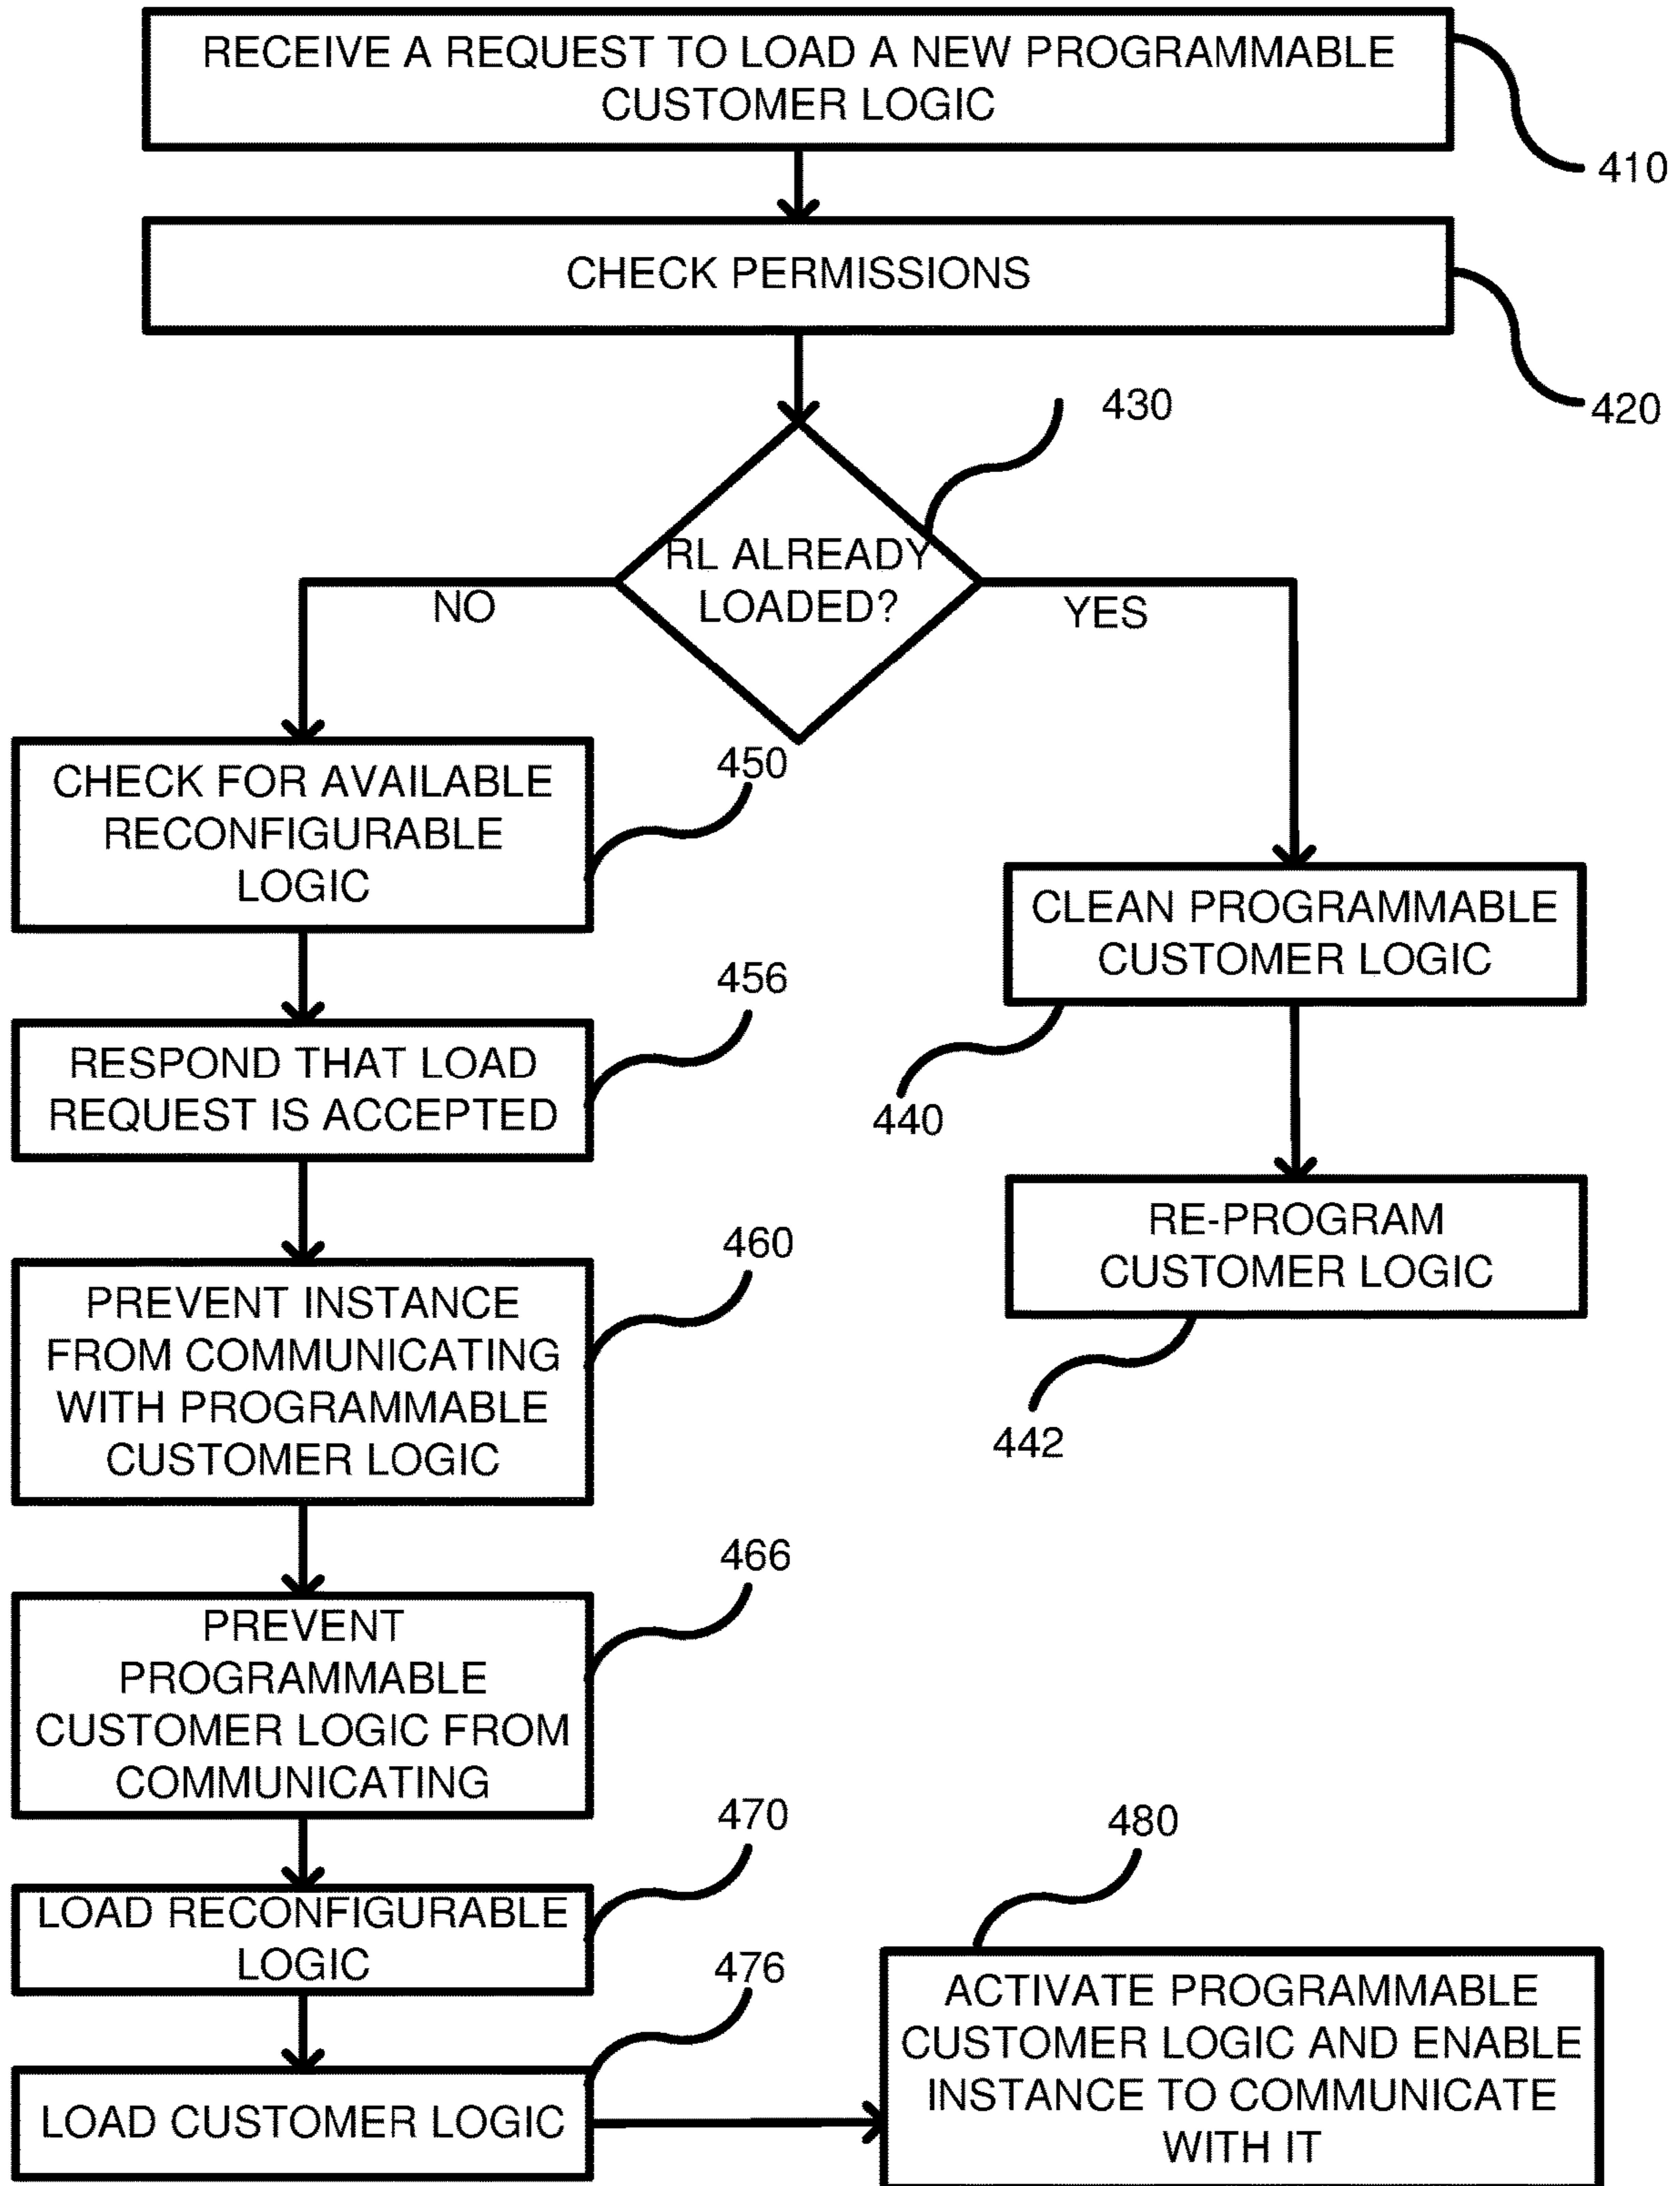 RECEIVE A REQUEST TO LOAD A NEW PROGRAMMABLE
CUSTOMER LOGIC
410
CHECK PERMISSIONS
420
430
RL ALREADY
LOADED?
NO
YES
CHECK FOR AVAILABLE
RECONFIGURABLE
LOGIC
450
RESPOND THAT LOAD
REQUEST IS ACCEPTED
456
PREVENT INSTANCE
FROM COMMUNICATING
WITH PROGRAMMABLE
CUSTOMER LOGIC
460
PREVENT
PROGRAMMABLE
CUSTOMER LOGIC FROM
COMMUNICATING
466
LOAD RECONFIGURABLE
LOGIC
470
LOAD CUSTOMER LOGIC
476
CLEAN PROGRAMMABLE
CUSTOMER LOGIC
440
RE-PROGRAM
CUSTOMER LOGIC
442
480
ACTIVATE PROGRAMMABLE
CUSTOMER LOGIC AND ENABLE
INSTANCE TO COMMUNICATE
WITH IT